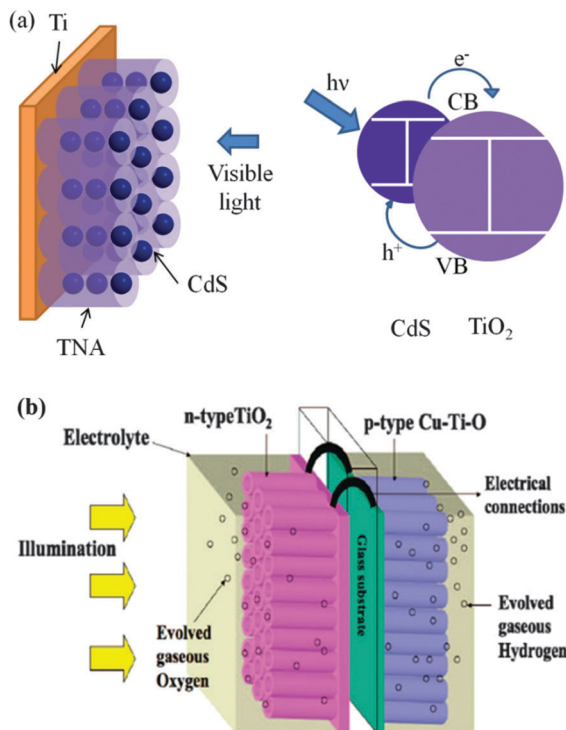 (a)
Ti
Visible
light
CdS
TNA
hν
e⁻
CB
h⁺
VB
CdS TiO₂
(b)
n-typeTiO₂
p-type Cu-Ti-O
Electrolyte
Electrical
connections
Illumination
Glass substrate
Evolved
gaseous
Oxygen
Evolved
gaseous
Hydrogen